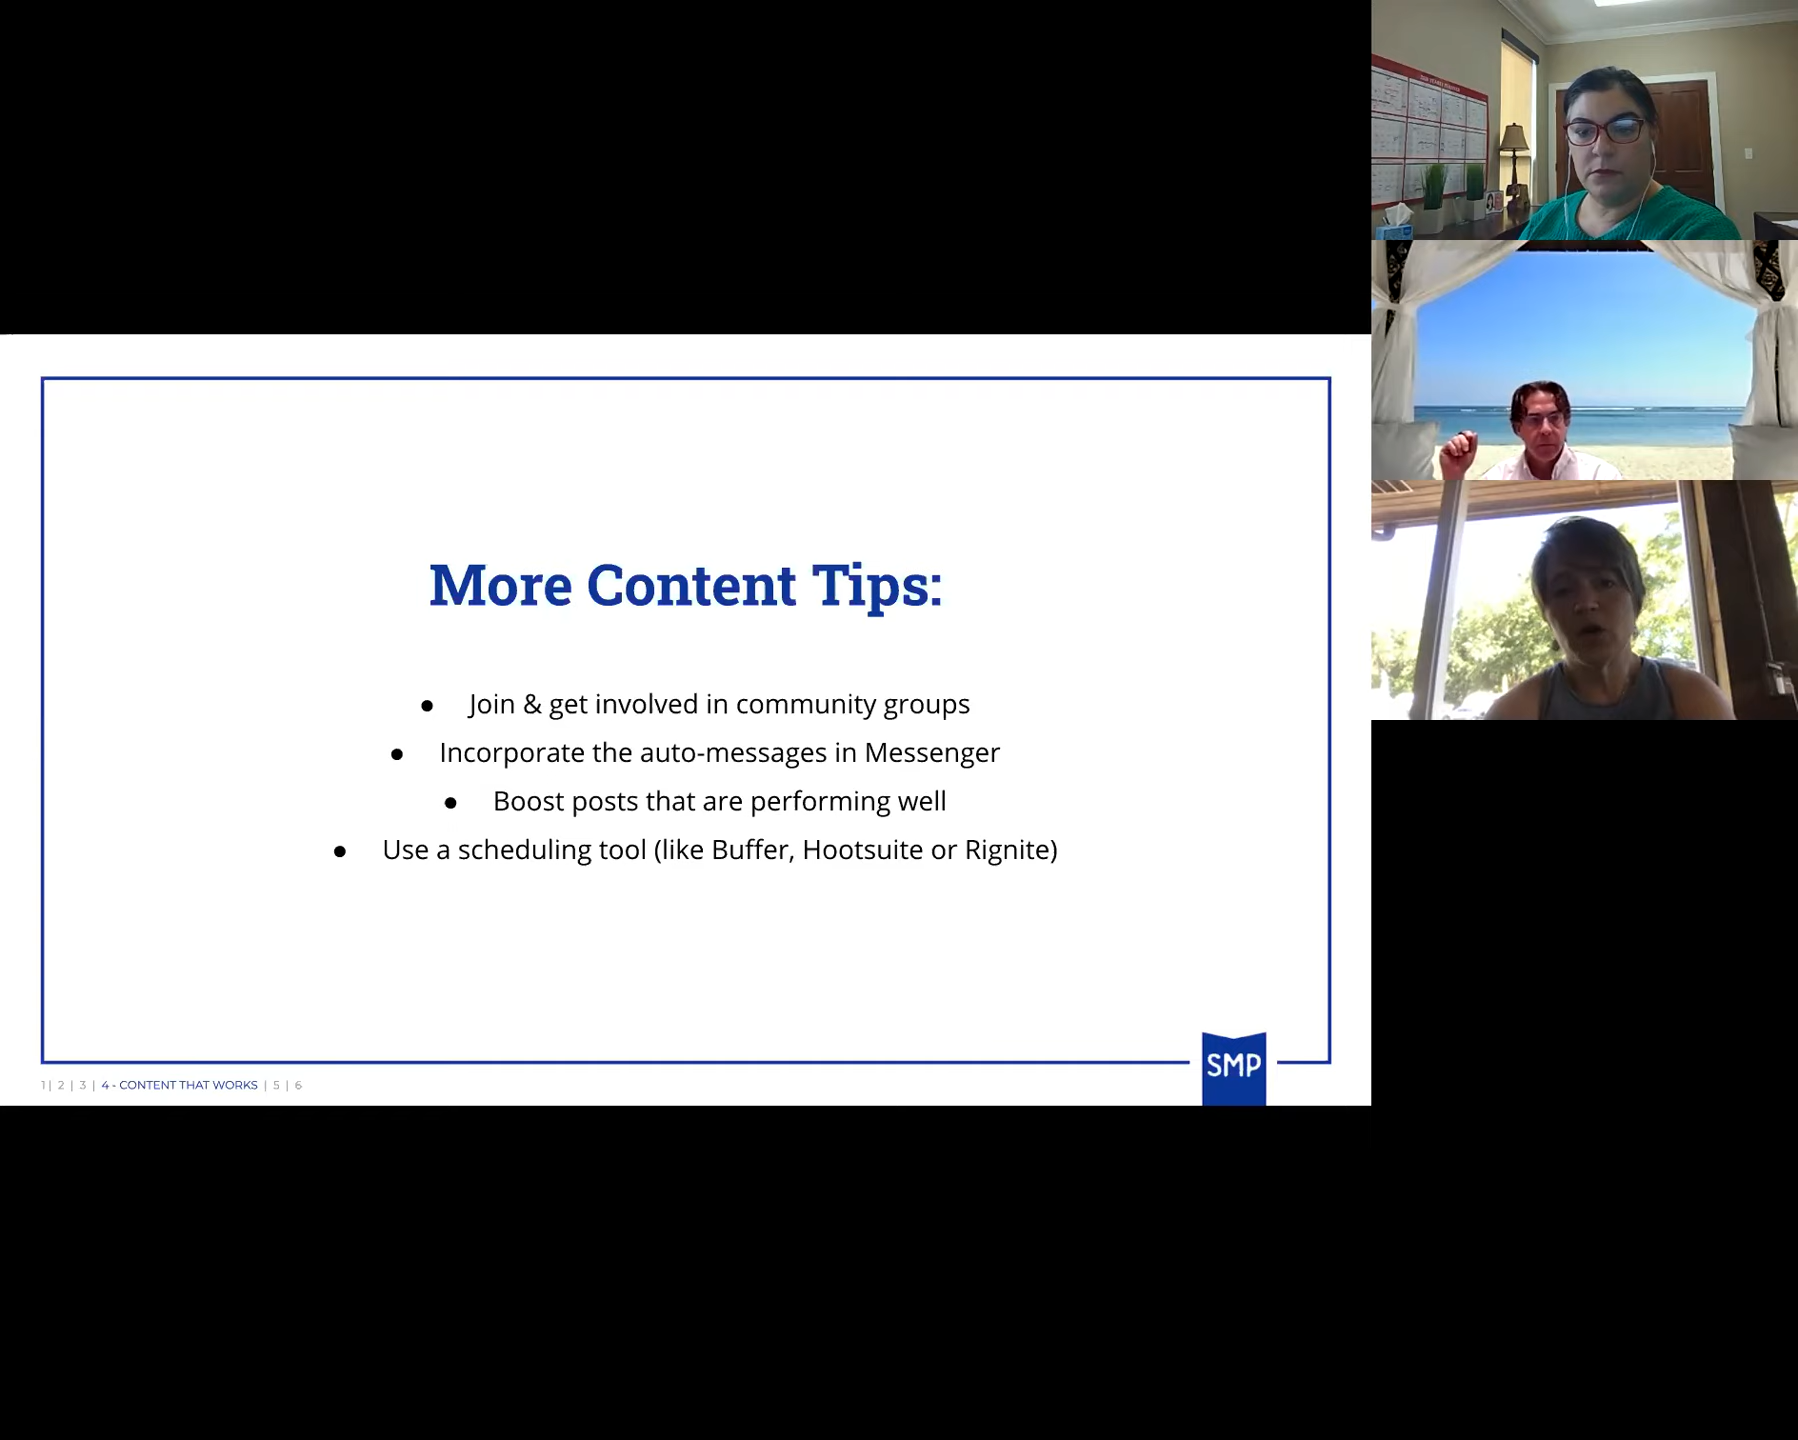 More Content Tips:
● Join & get involved in community groups
● Incorporate the auto-messages in Messenger
● Boost posts that are performing well
● Use a scheduling tool (like Buffer, Hootsuite or Rignite)
SMP
1 | 2 | 3 | 4 - CONTENT THAT WORKS | 5 | 6